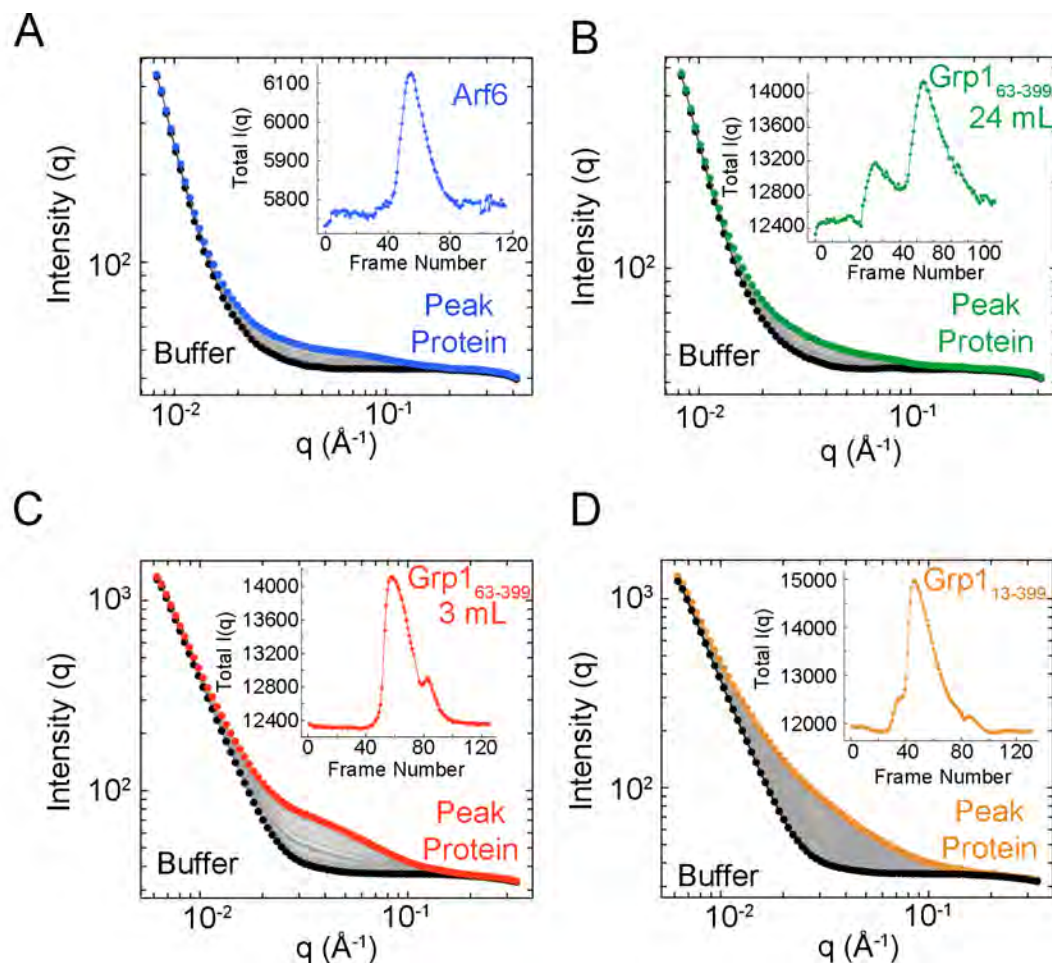 A
Intensity (q)
10²
Buffer
Peak
Protein
10⁻²
10⁻¹
q (Å⁻¹)
Arf6
Total I(q)
6100
6000
5900
5800
0
40
80
120
Frame Number
B
Intensity (q)
10²
Buffer
Peak
Protein
10⁻²
10⁻¹
q (Å⁻¹)
Grp1₆₃₋₃₉₉
24 mL
Total I(q)
14000
13600
13200
12800
12400
0
20
20
40
60
80
100
Frame Number
C
Intensity (q)
10³
10²
Buffer
Peak
Protein
10⁻²
10⁻¹
q (Å⁻¹)
Grp1₆₃₋₃₉₉
3 mL
Total I(q)
14000
13600
13200
12800
12400
0
40
80
120
Frame Number
D
Intensity (q)
10³
10²
Buffer
Peak
Protein
10⁻²
10⁻¹
q (Å⁻¹)
Grp1₁₃₋₃₉₉
Total I(q)
15000
14000
13000
12000
0
40
80
120
Frame Number